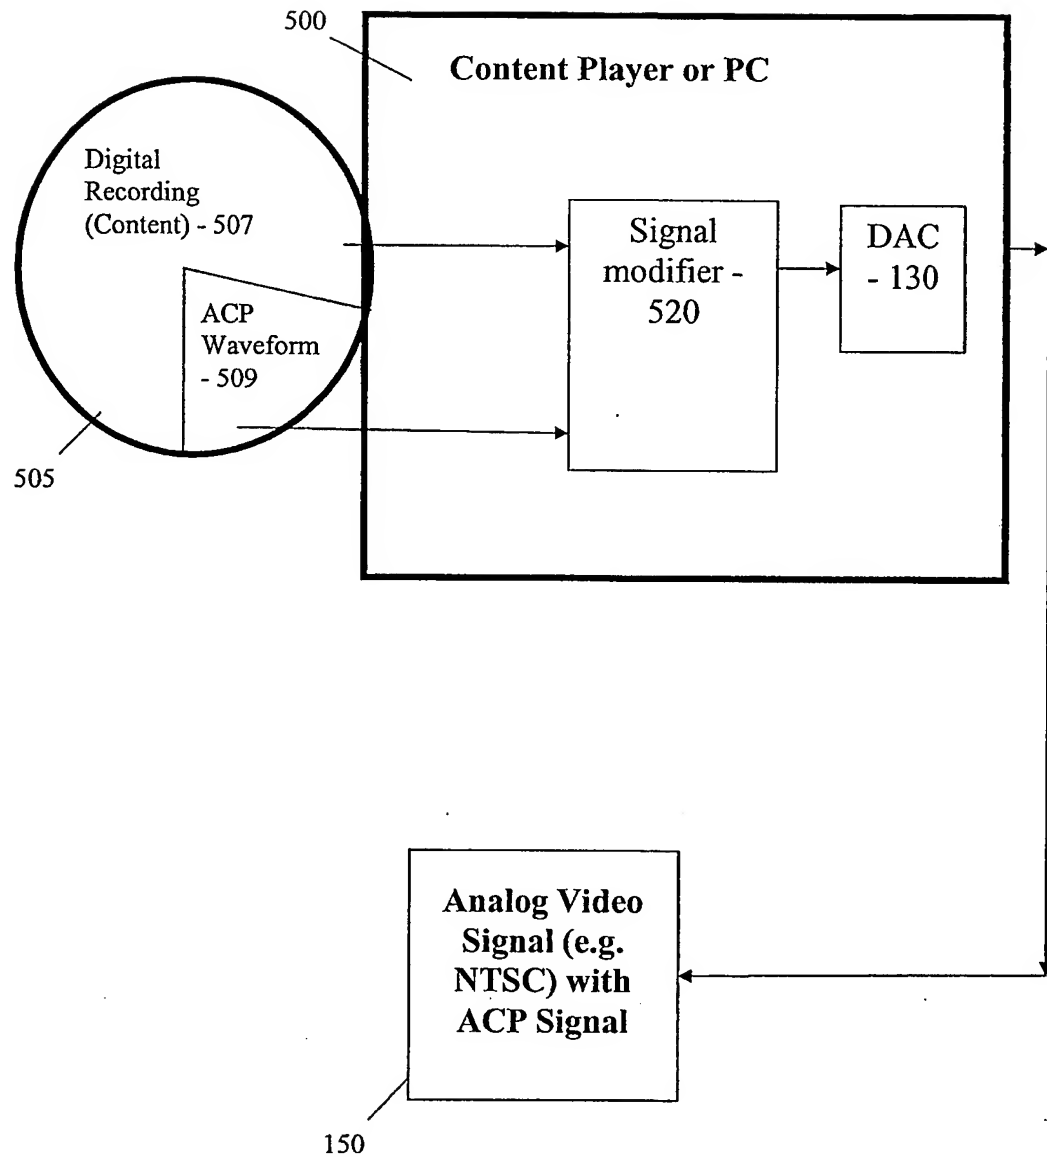 500
Content Player or PC
Digital
Recording
(Content) - 507
ACP
Waveform
- 509
505
Signal
modifier -
520
DAC
- 130
Analog Video
Signal (e.g.
NTSC) with
ACP Signal
150